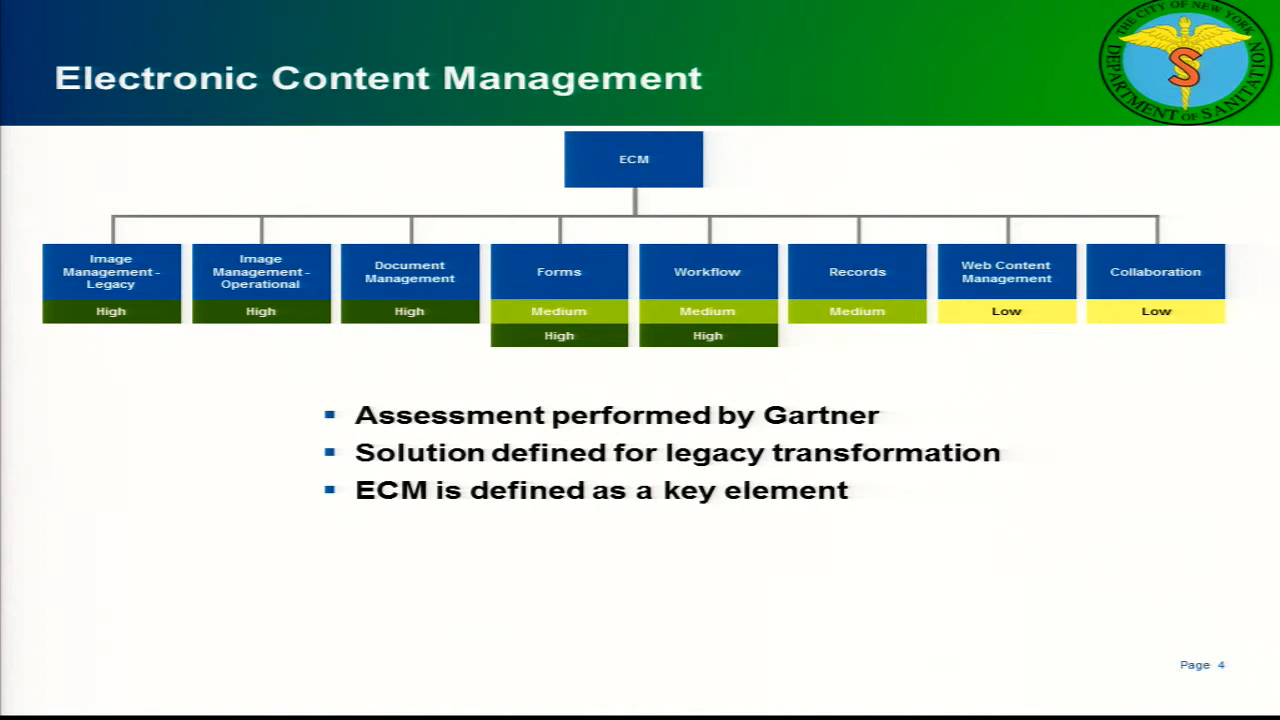 Electronic Content Management
THE CITY OF NEW YORK
DEPARTMENT OF SANITATION
S
ECM
Image
Management -
Legacy
High
Image
Management -
Operational
High
Document
Management
High
Forms
Medium
High
Workflow
Medium
High
Records
Medium
Web Content
Management
Low
Collaboration
Low
Assessment performed by Gartner
Solution defined for legacy transformation
ECM is defined as a key element
Page 4